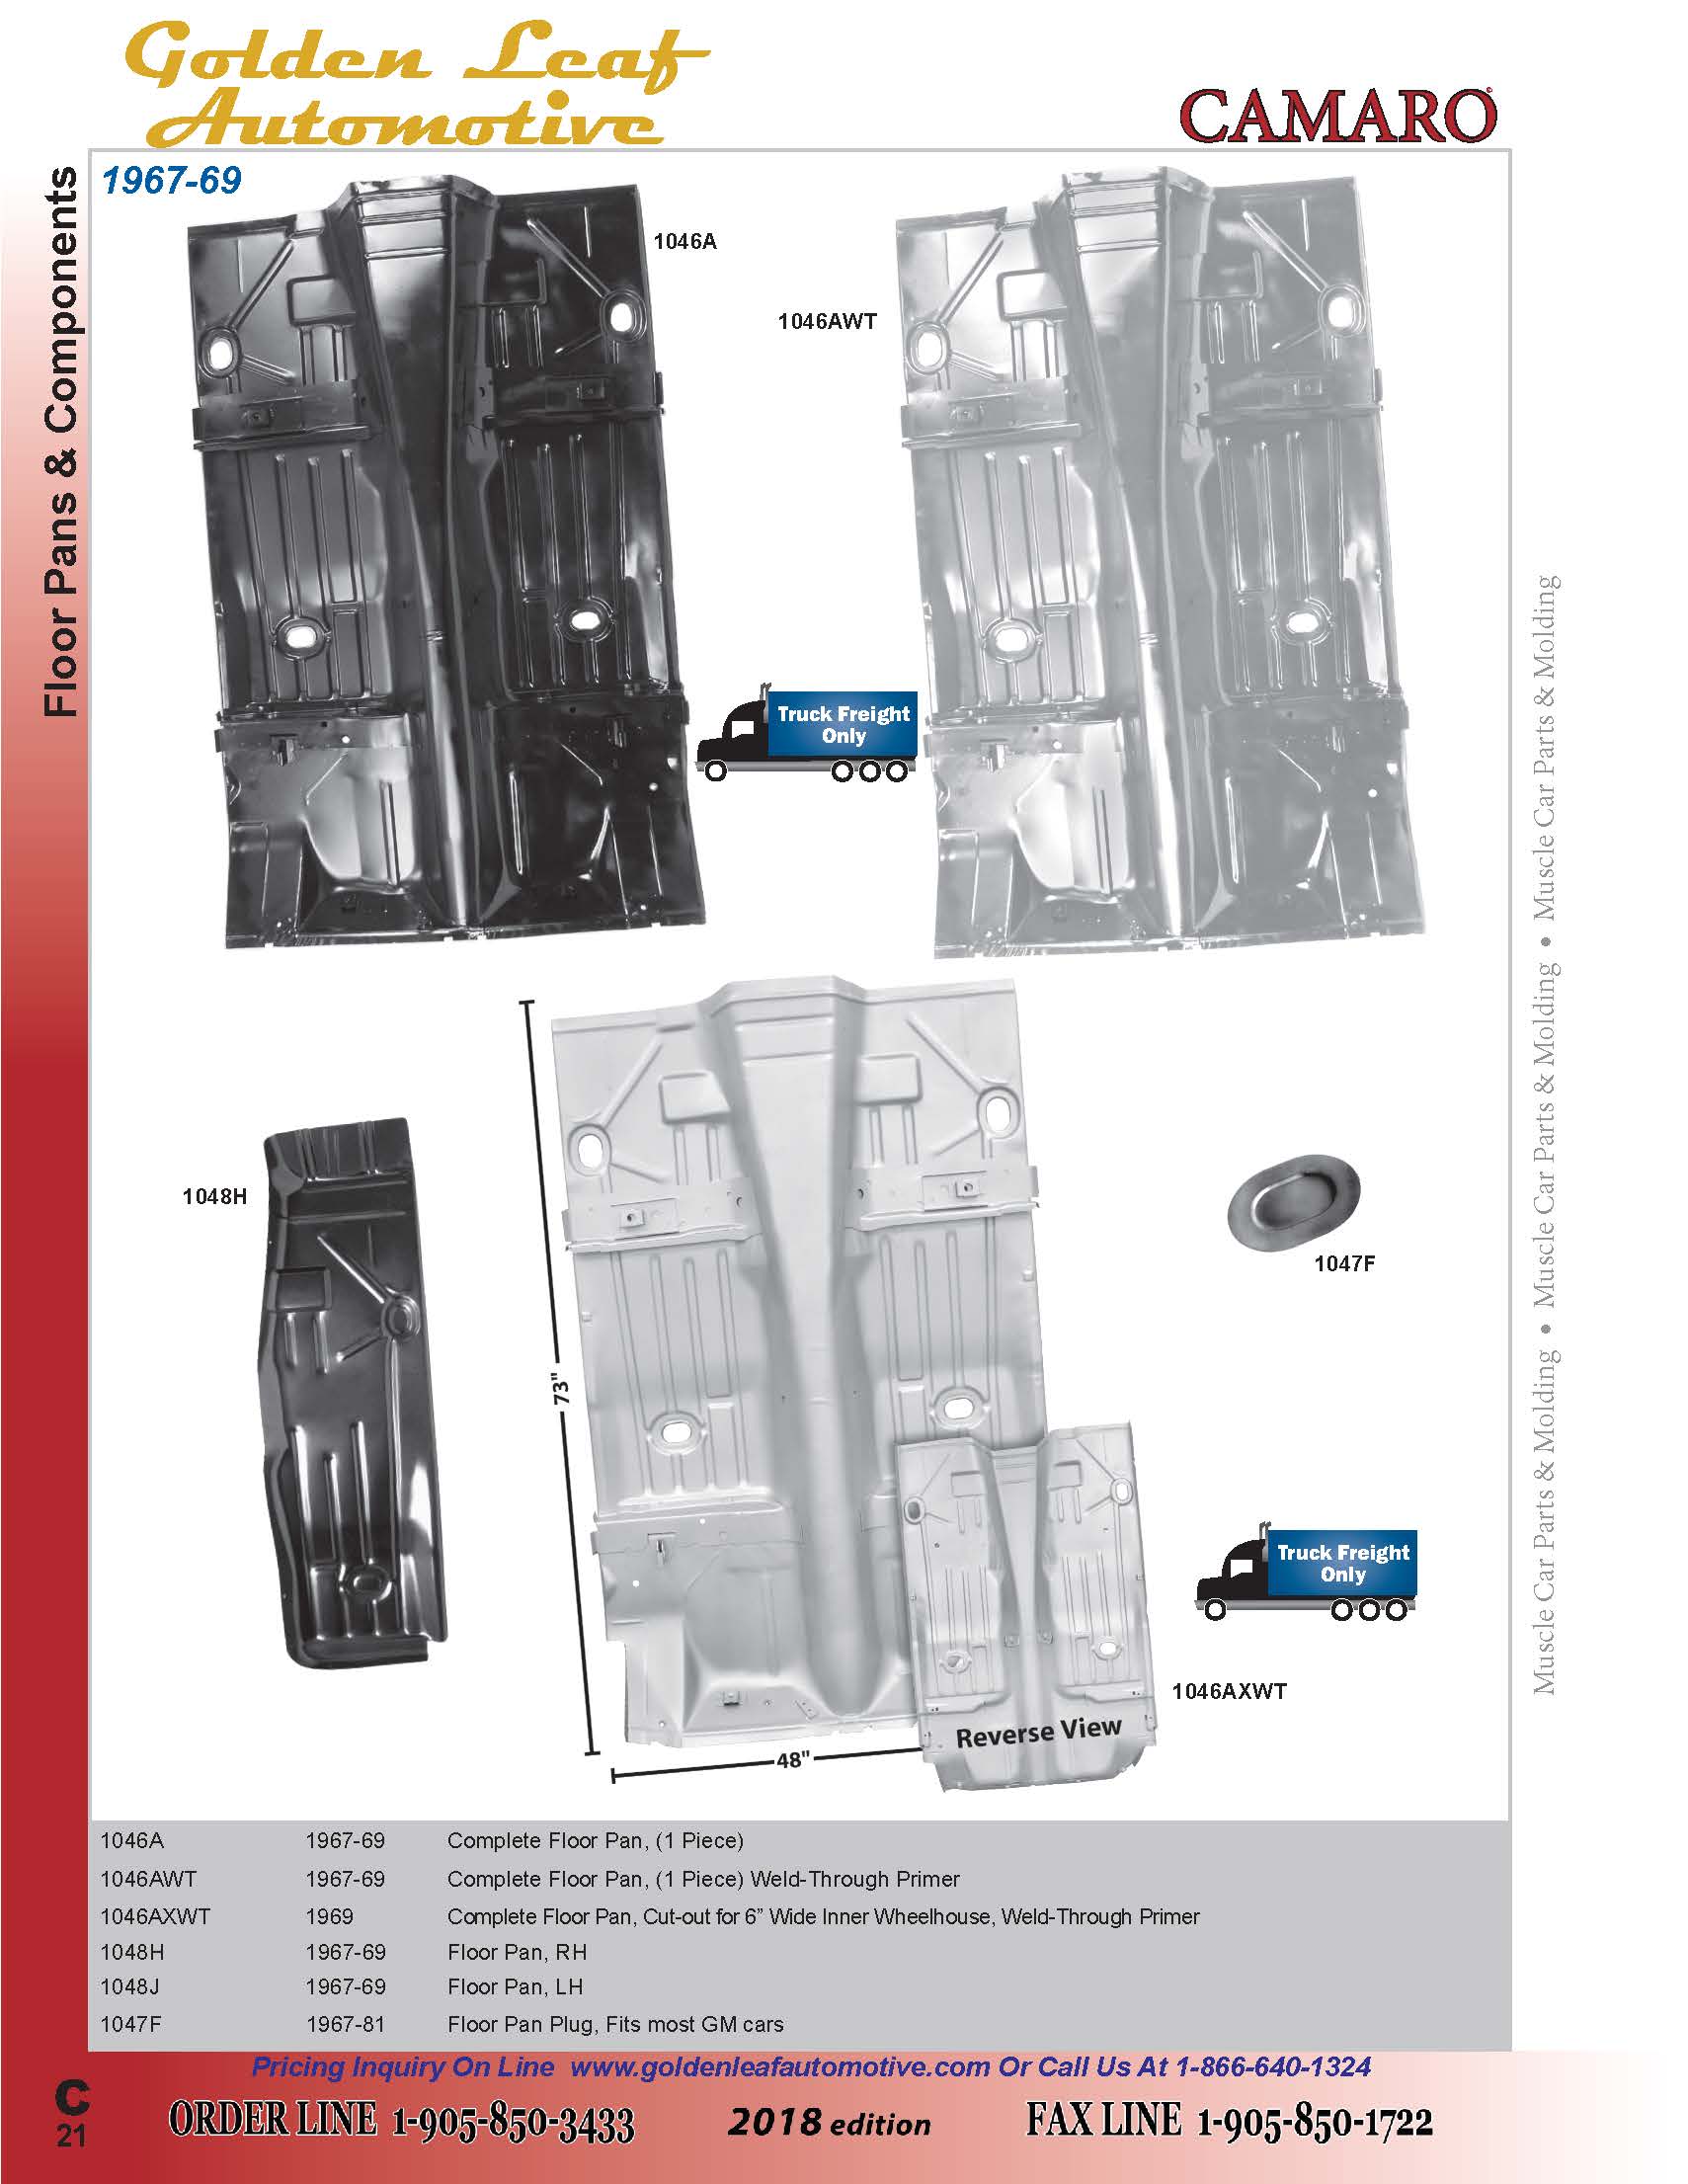 Golden Leaf
Automotive
CAMARO
Floor Pans & Components
1967-69
1046A
1046AWT
Truck Freight
Only
1048H
73"
1047F
Truck Freight
Only
1046AXWT
Reverse View
48"
Muscle Car Parts & Molding • Muscle Car Parts & Molding • Muscle Car Parts & Molding
1046A 1967-69 Complete Floor Pan, (1 Piece)
1046AWT 1967-69 Complete Floor Pan, (1 Piece) Weld-Through Primer
1046AXWT 1969 Complete Floor Pan, Cut-out for 6” Wide Inner Wheelhouse, Weld-Through Primer
1048H 1967-69 Floor Pan, RH
1048J 1967-69 Floor Pan, LH
1047F 1967-81 Floor Pan Plug, Fits most GM cars
Pricing Inquiry On Line www.goldenleafautomotive.com Or Call Us At 1-866-640-1324
C
21
ORDER LINE 1-905-850-3433 2018 edition FAX LINE 1-905-850-1722